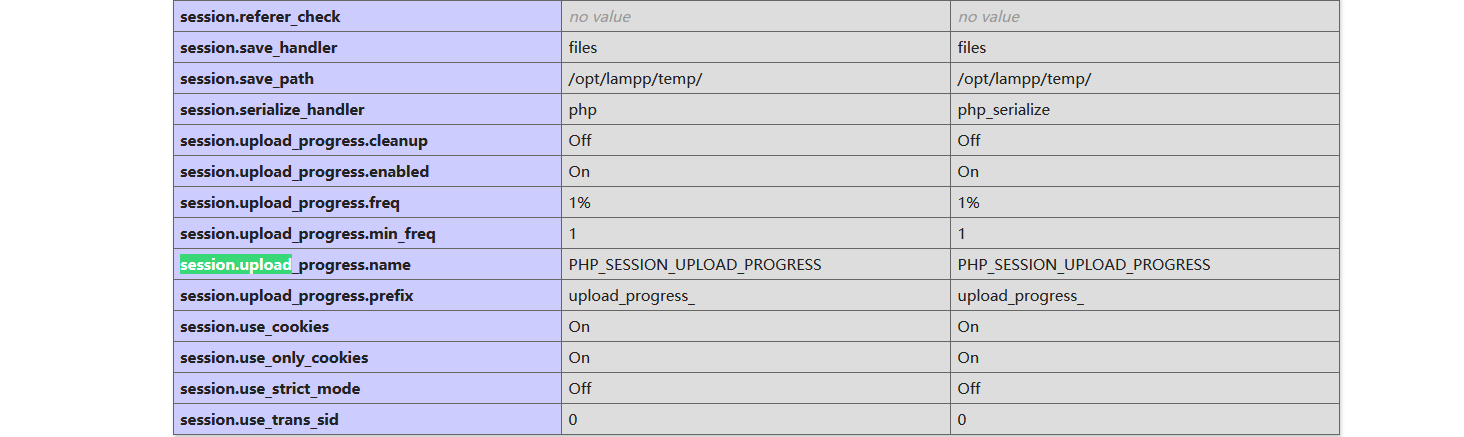 session.referer_check no value no value
session.save_handler files files
session.save_path /opt/lampp/temp/ /opt/lampp/temp/
session.serialize_handler php php_serialize
session.upload_progress.cleanup Off Off
session.upload_progress.enabled On On
session.upload_progress.freq 1% 1%
session.upload_progress.min_freq 1 1
session.upload_progress.name PHP_SESSION_UPLOAD_PROGRESS PHP_SESSION_UPLOAD_PROGRESS
session.upload_progress.prefix upload_progress_ upload_progress_
session.use_cookies On On
session.use_only_cookies On On
session.use_strict_mode Off Off
session.use_trans_sid 0 0